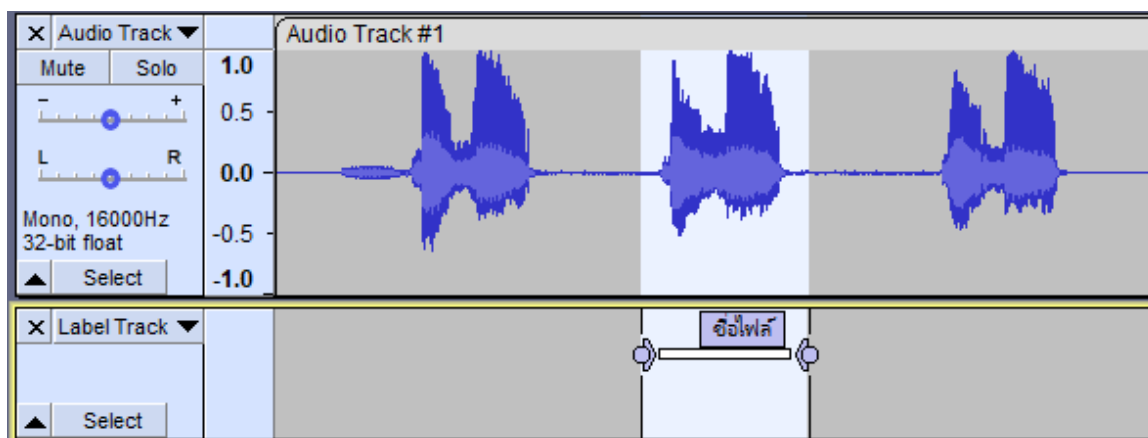 × Audio Track ▼
Audio Track #1
Mute Solo
1.0
0.5
0.0
-0.5
-1.0
- +
L R
Mono, 16000Hz
32-bit float
▲ Select
× Label Track ▼
ชื่อไฟล์
▲ Select